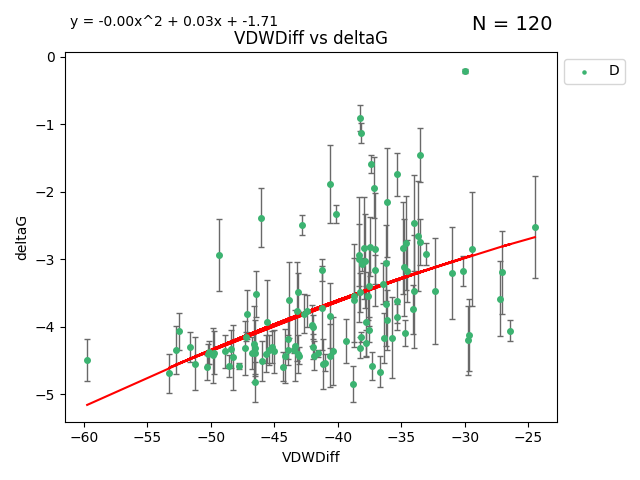 y = -0.00x^2 + 0.03x + -1.71
N = 120
VDWDiff vs deltaG
D
deltaG
0
−1
−2
−3
−4
−5
−60 −55 −50 −45 −40 −35 −30 −25
VDWDiff